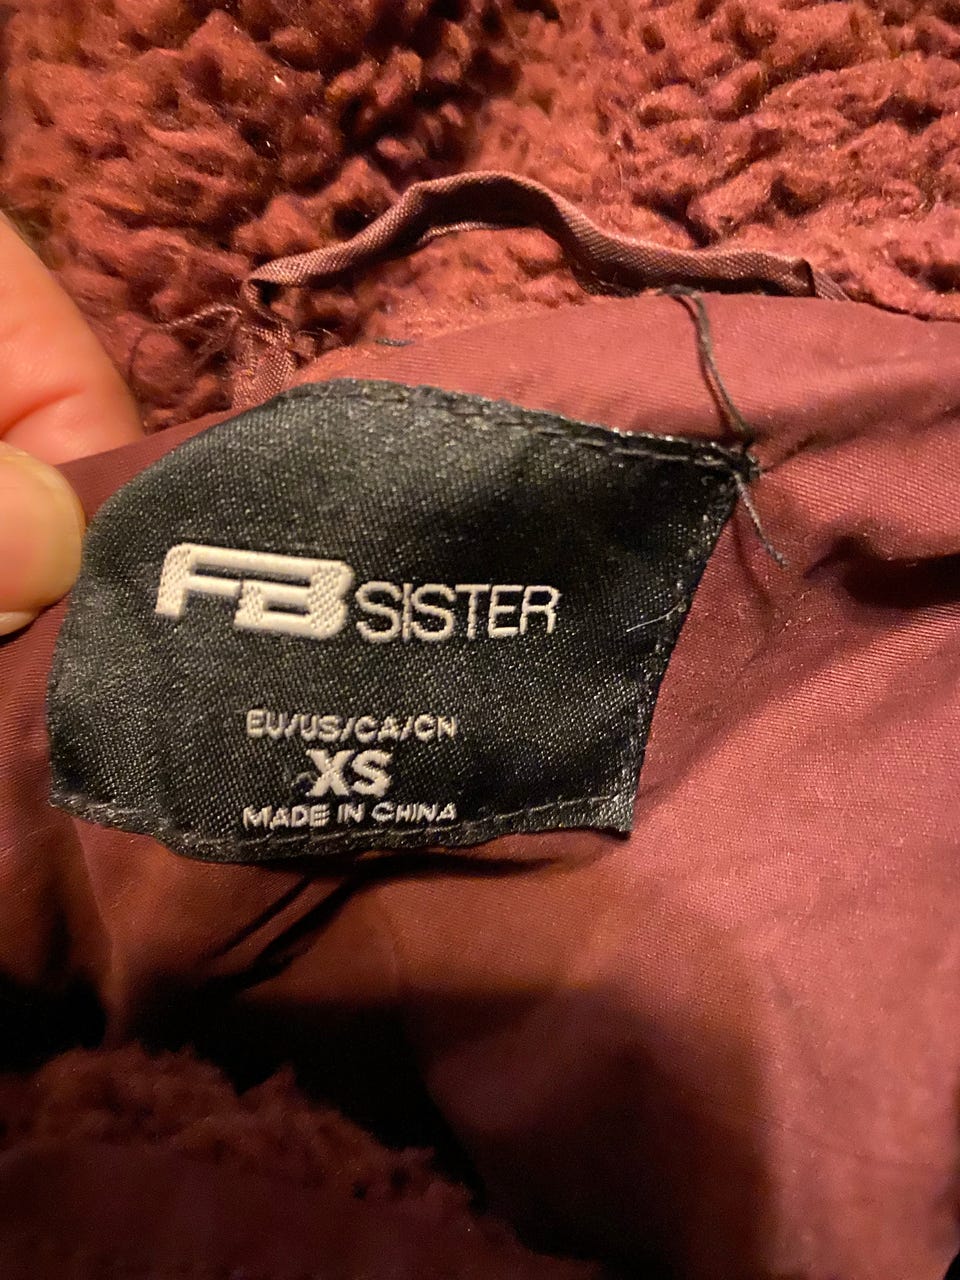 FB SISTER
EU/US/CA/CN
XS
MADE IN CHINA